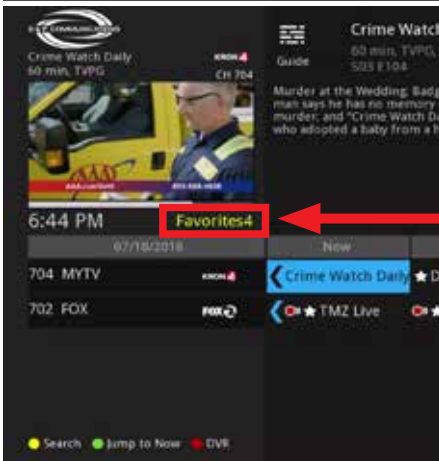 Crime Watch
Crime Watch Daily
60 min, TVPG
KRON 4
CH 704
Guide
60 min, TVPG,
S03 E104
Murder at the Wedding; Badg
man says he has no memory
murder; and "Crime Watch Da
who adopted a baby from a h
AAA
6:44 PM
Favorites4
07/18/2018
Now
704 MYTV
KRON 4
Crime Watch Daily
D
702 FOX
FOX 2
TMZ Live
Search
Jump to Now
DVR